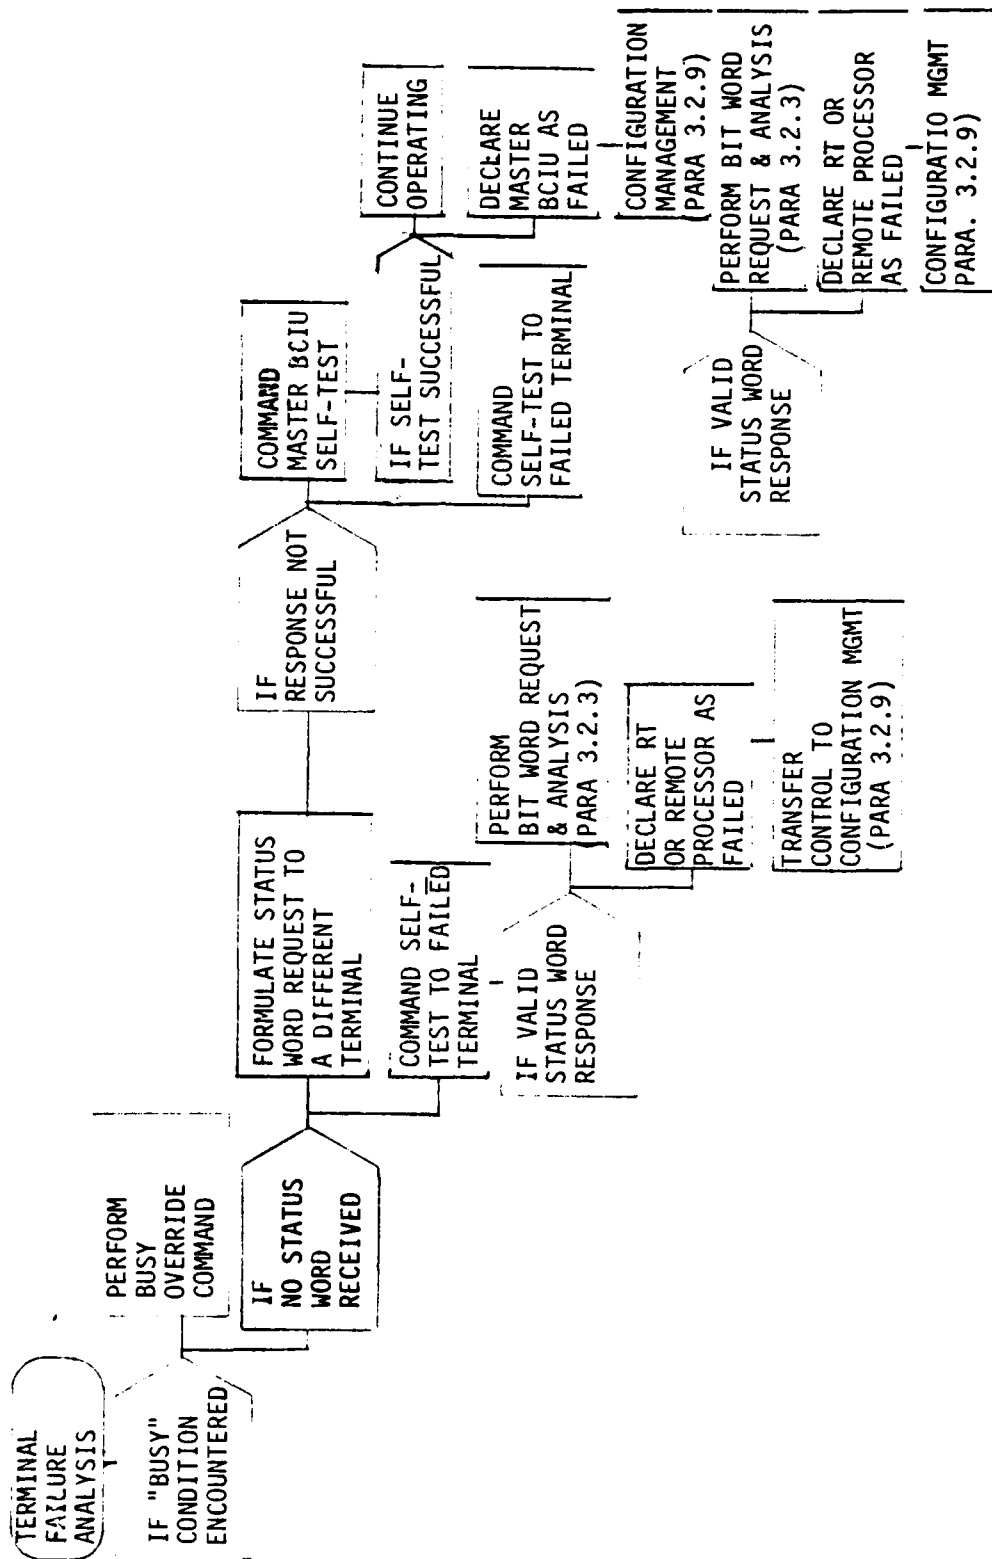 TERMINAL
FAILURE
ANALYSIS
IF "BUSY"
CONDITION
ENCOUNTERED
PERFORM
BUSY
OVERRIDE
COMMAND
IF
NO STATUS
WORD
RECEIVED
FORMULATE STATUS
WORD REQUEST TO
A DIFFERENT
TERMINAL
COMMAND SELF-
TEST TO FAILED
TERMINAL
IF VALID
STATUS WORD
RESPONSE
PERFORM
BIT WORD REQUEST
& ANALYSIS
(PARA 3.2.3)
DECLARE RT
OR REMOTE
PROCESSOR AS
FAILED
TRANSFER
CONTROL TO
CONFIGURATION MGMT
(PARA 3.2.9)
IF
RESPONSE NOT
SUCCESSFUL
COMMAND
MASTER BCIU
SELF-TEST
IF SELF-
TEST SUCCESSFUL
CONTINUE
OPERATING
DECLARE
MASTER
BCIU AS
FAILED
CONFIGURATION
MANAGEMENT
(PARA 3.2.9)
COMMAND
SELF-TEST TO
FAILED TERMINAL
IF VALID
STATUS WORD
RESPONSE
PERFORM BIT WORD
REQUEST & ANALYSIS
(PARA 3.2.3)
DECLARE RT OR
REMOTE PROCESSOR
AS FAILED
CONFIGURATIO MGMT
PARA. 3.2.9)